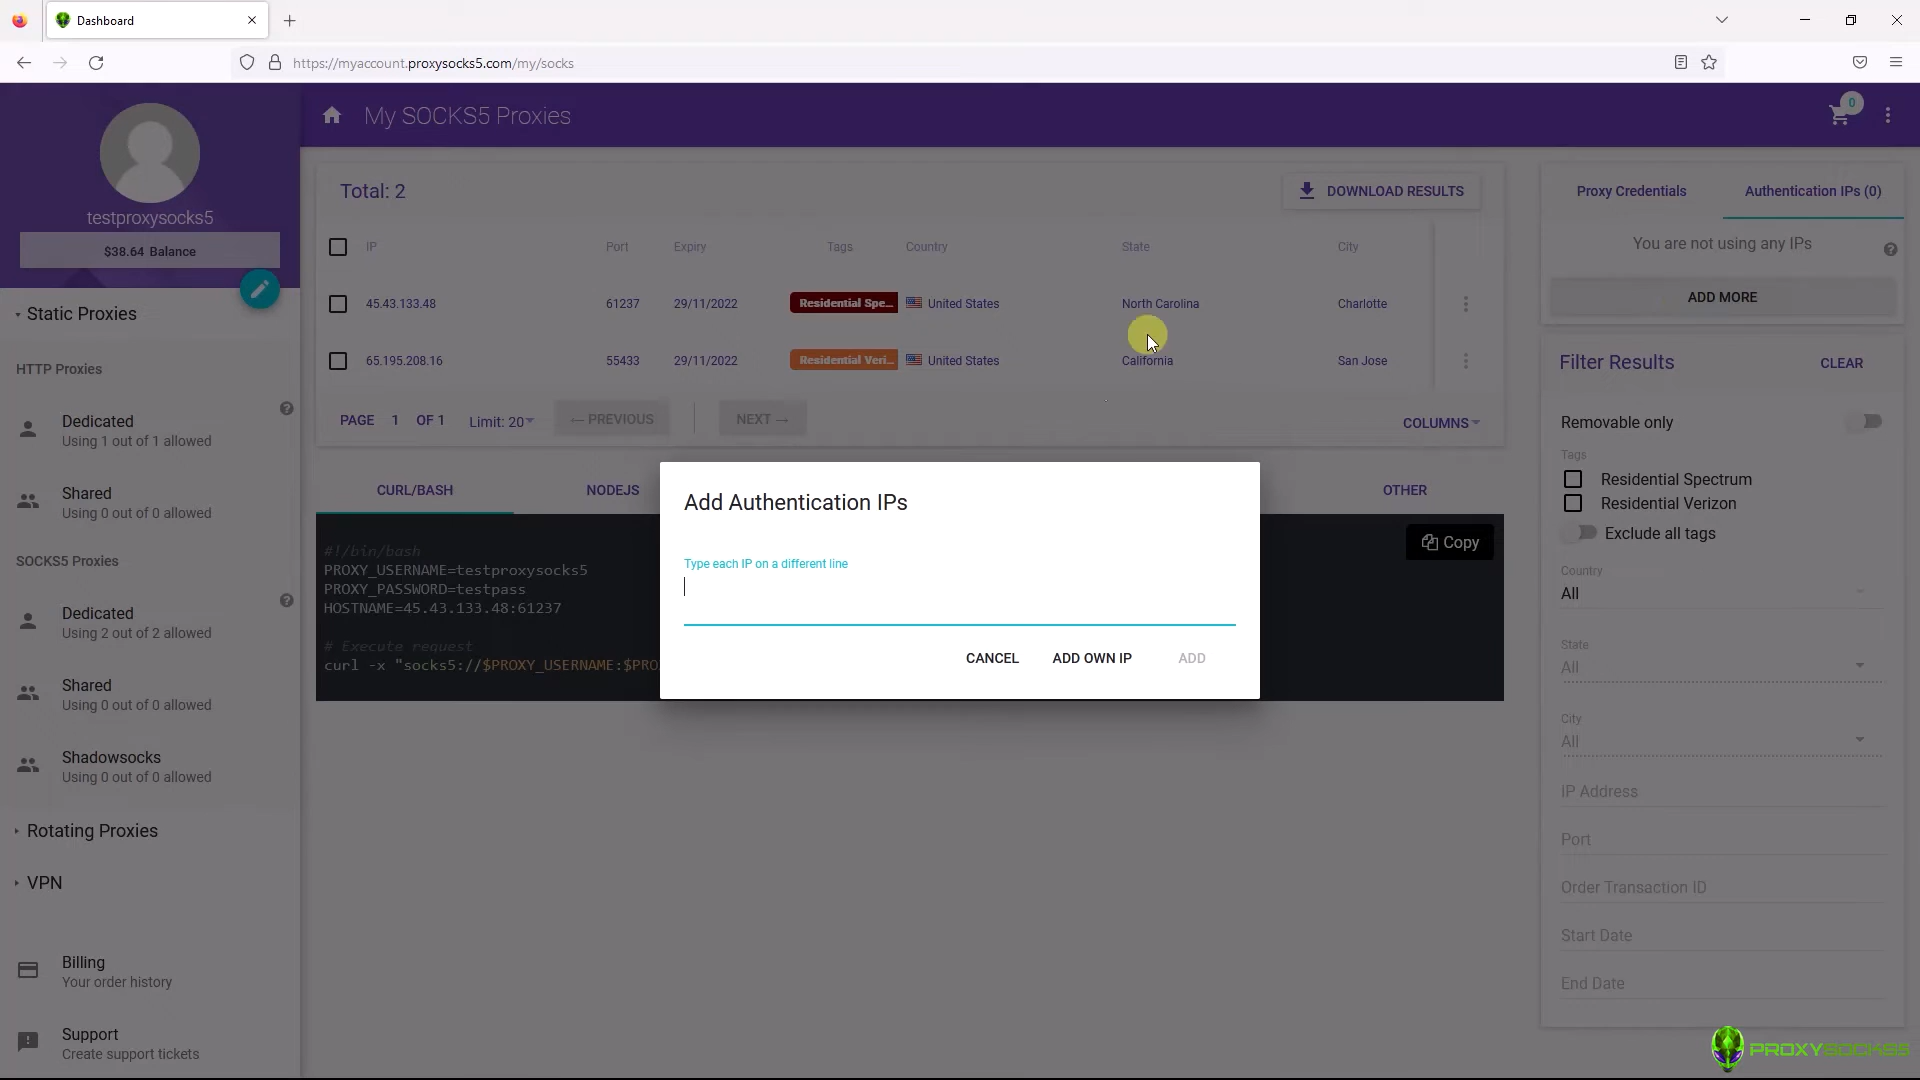 Dashboard
https://myaccount.proxysocks5.com/my/socks
testproxysocks5
$38.64 Balance
Static Proxies
HTTP Proxies
Dedicated
Using 1 out of 1 allowed
Shared
Using 0 out of 0 allowed
SOCKS5 Proxies
Dedicated
Using 2 out of 2 allowed
Shared
Using 0 out of 0 allowed
Shadowsocks
Using 0 out of 0 allowed
Rotating Proxies
VPN
Billing
Your order history
Support
Create support tickets
My SOCKS5 Proxies
0
Total: 2
DOWNLOAD RESULTS
IP Port Expiry Tags Country State City
45.43.133.48 61237 29/11/2022 Residential Spe... United States North Carolina Charlotte
65.195.208.16 55433 29/11/2022 Residential Veri... United States California San Jose
PAGE 1 OF 1 Limit: 20 ← PREVIOUS NEXT → COLUMNS
CURL/BASH NODEJS OTHER
Copy
#!/bin/bash
PROXY_USERNAME=testproxysocks5
PROXY_PASSWORD=testpass
HOSTNAME=45.43.133.48:61237
# Execute request
curl -x "socks5://$PROXY_USERNAME:$PRO
Add Authentication IPs
Type each IP on a different line
CANCEL ADD OWN IP ADD
Proxy Credentials Authentication IPs (0)
You are not using any IPs
?
ADD MORE
Filter Results CLEAR
Removable only
Tags
Residential Spectrum
Residential Verizon
Exclude all tags
Country
All
State
All
City
All
IP Address
Port
Order Transaction ID
Start Date
End Date
PROXYSOCKS5